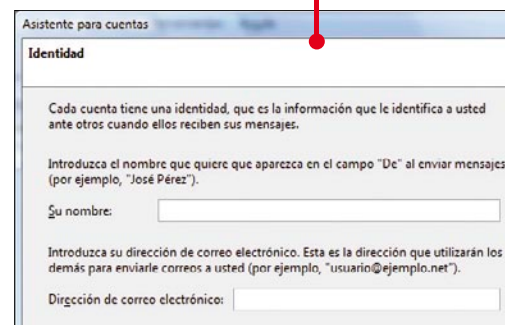 Asistente para cuentas
Identidad
Cada cuenta tiene una identidad, que es la información que le identifica a usted
ante otros cuando ellos reciben sus mensajes.
Introduzca el nombre que quiere que aparezca en el campo "De" al enviar mensajes
(por ejemplo, "José Pérez").
Su nombre:
Introduzca su dirección de correo electrónico. Esta es la dirección que utilizarán los
demás para enviarle correos a usted (por ejemplo, "usuario@ejemplo.net").
Dirección de correo electrónico: